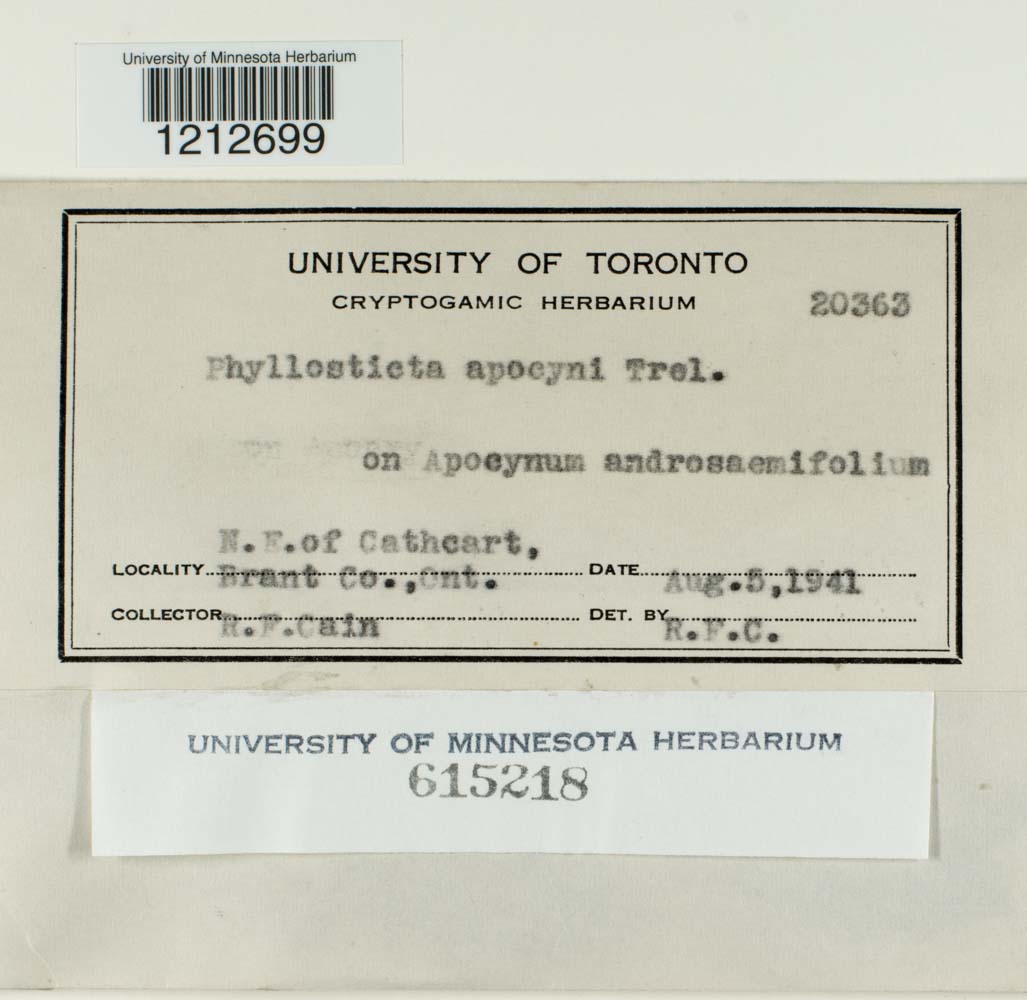 University of Minnesota Herbarium
1212699
UNIVERSITY OF TORONTO
CRYPTOGAMIC HERBARIUM
20363
Phyllosticta apocyni Trel.
on Apocynum androsaemifolium
N.E.of Cathcart,
LOCALITY Brant Co.,Ont. DATE Aug.5,1941
COLLECTOR R.F.Cain DET. BY R.F.C.
UNIVERSITY OF MINNESOTA HERBARIUM
615218